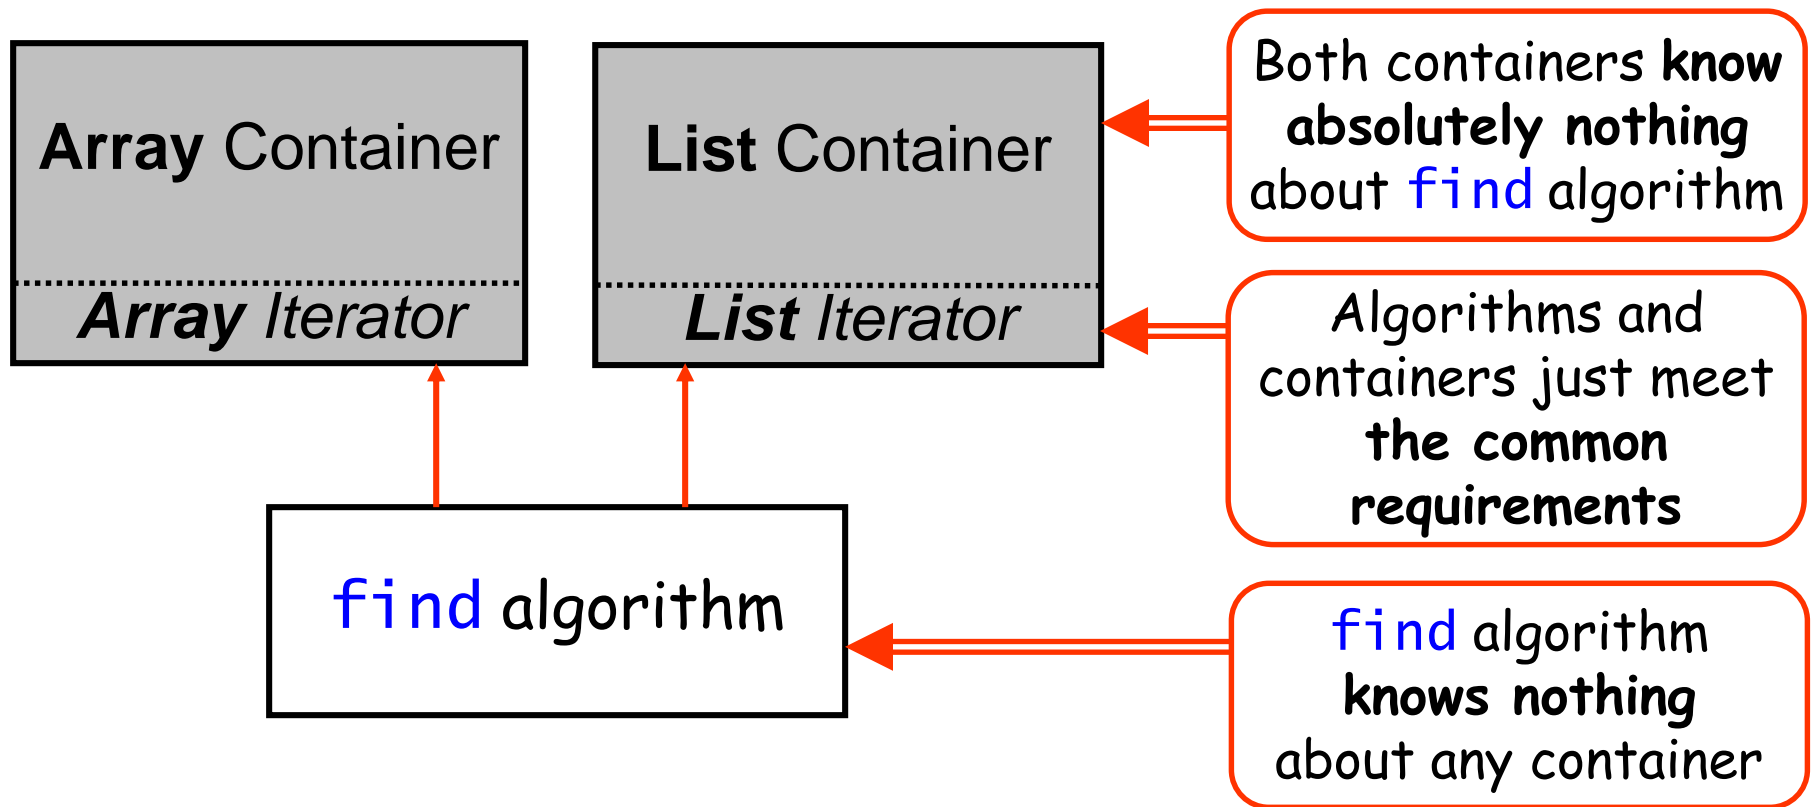 Array Container
Array Iterator
List Container
List Iterator
find algorithm
Both containers know
absolutely nothing
about find algorithm
Algorithms and
containers just meet
the common
requirements
find algorithm
knows nothing
about any container